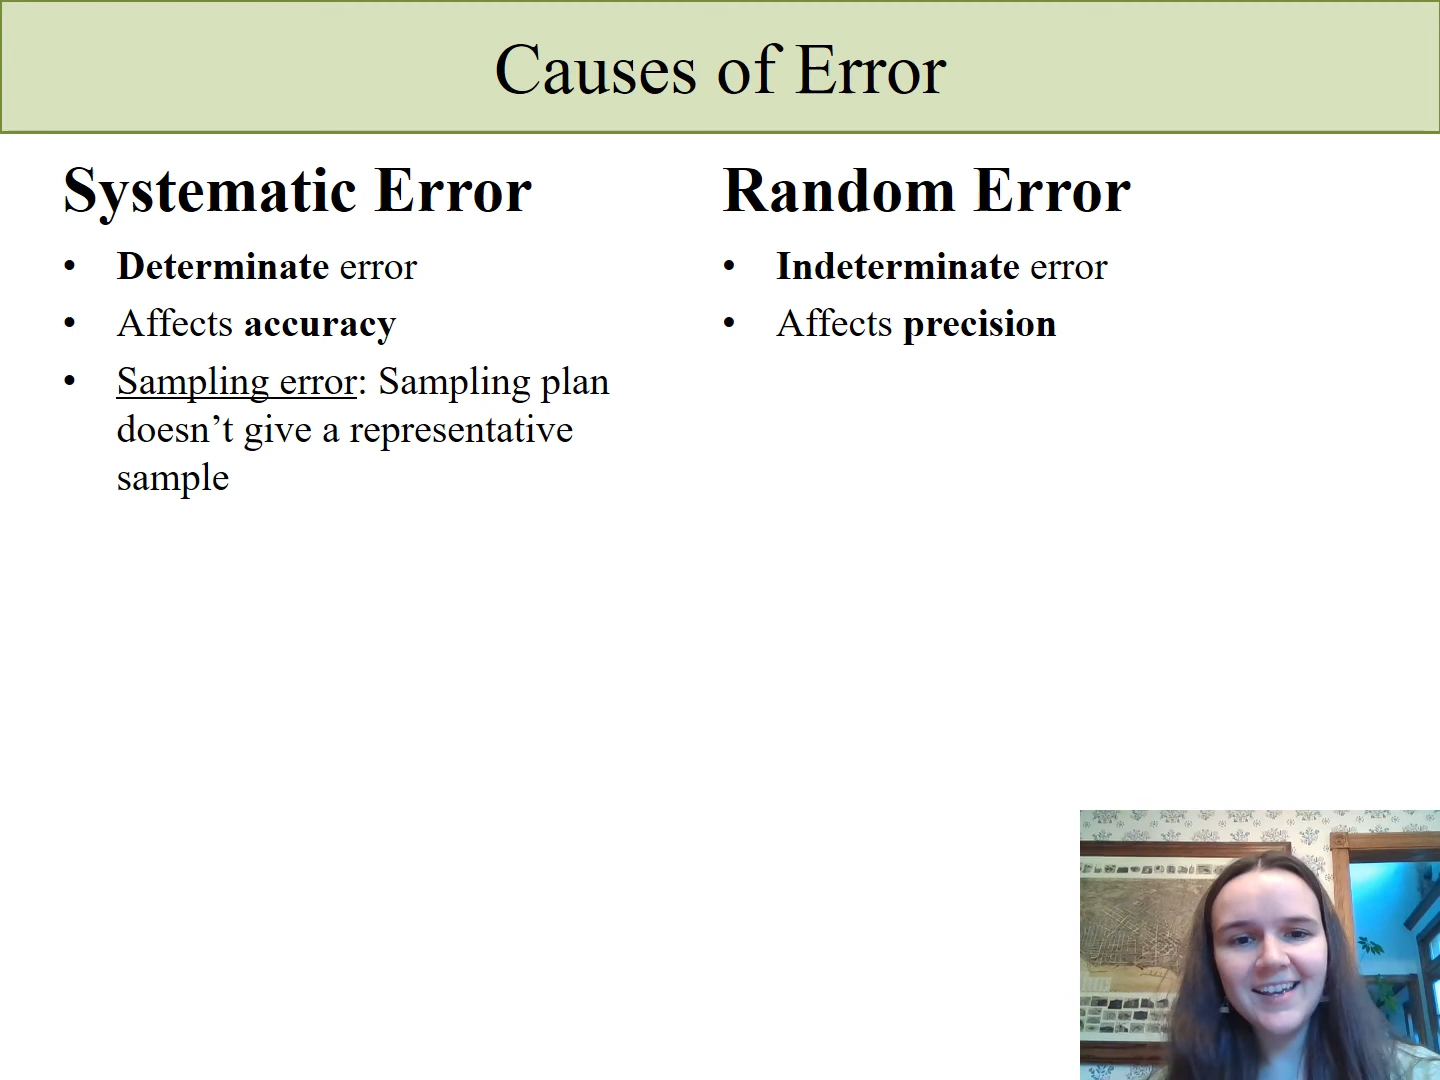 Causes of Error
Systematic Error
• Determinate error
• Affects accuracy
• Sampling error: Sampling plan
doesn’t give a representative
sample
Random Error
• Indeterminate error
• Affects precision